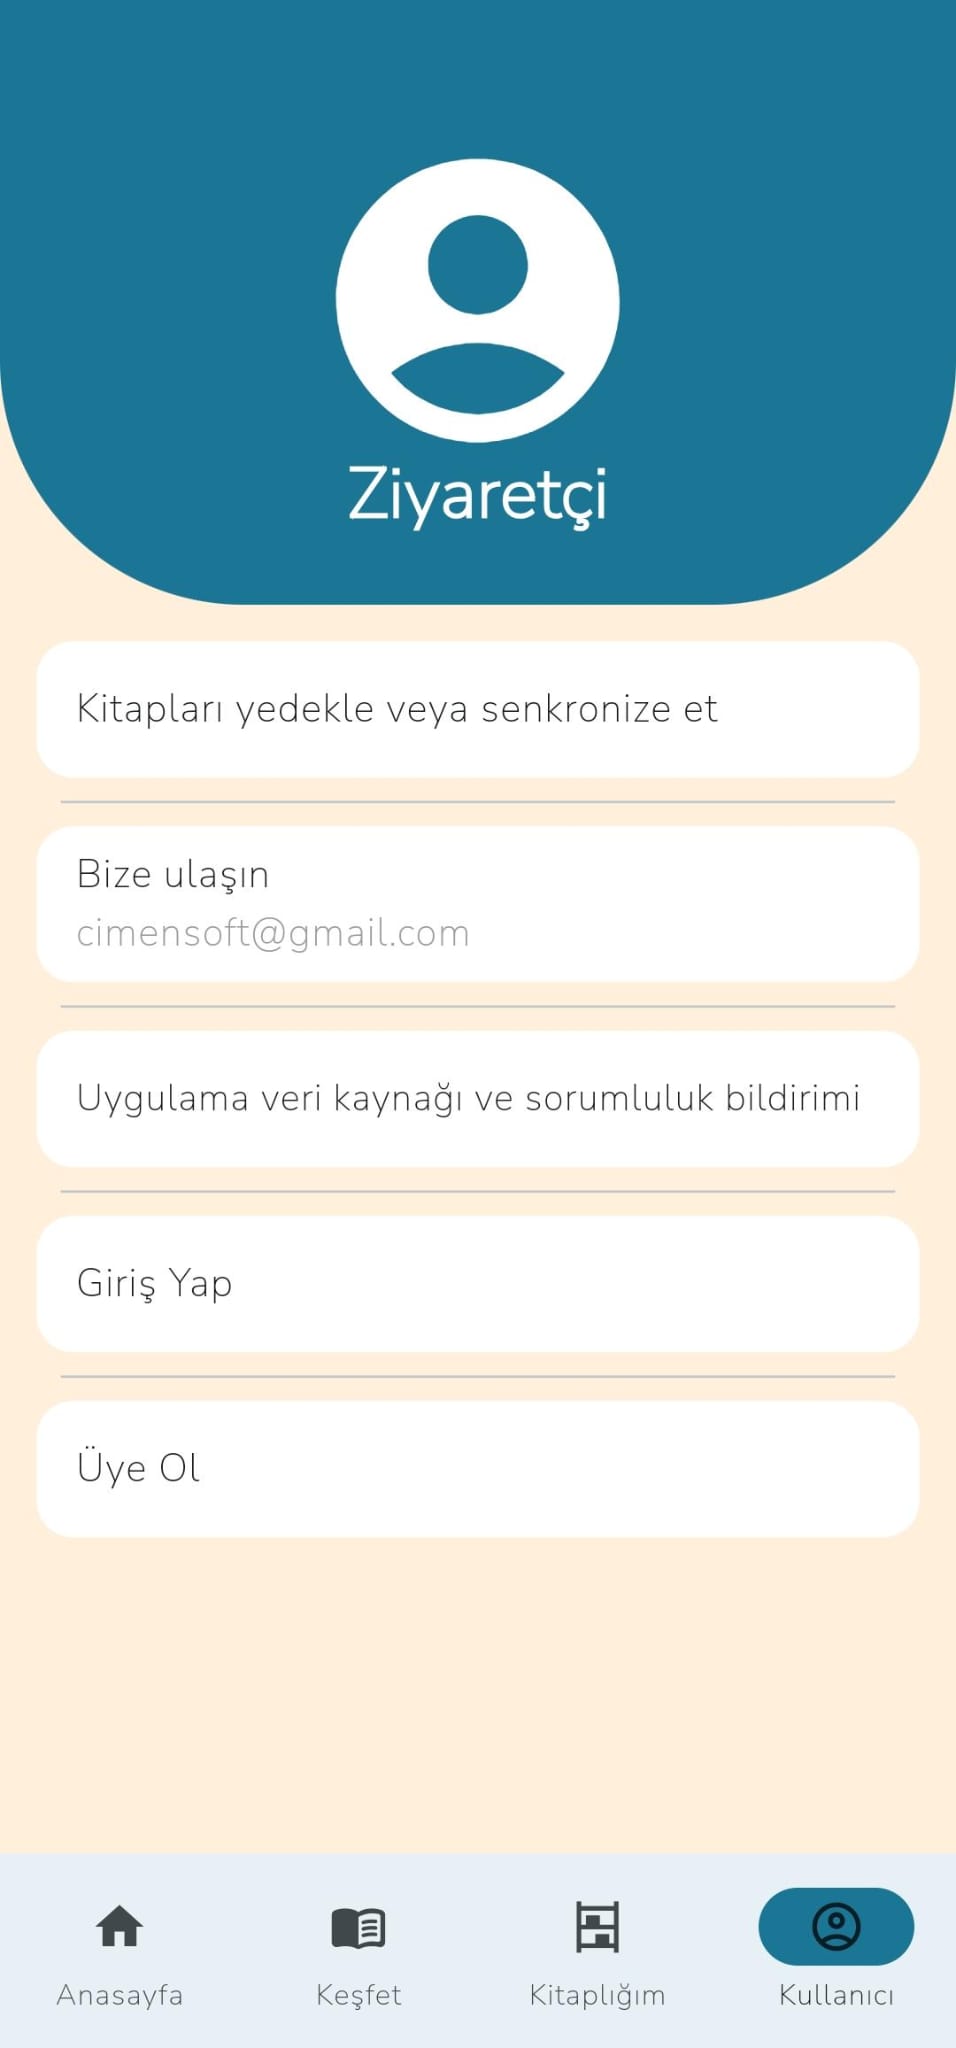 Ziyaretçi
Kitapları yedekle veya senkronize et
Bize ulaşın
cimensoft@gmail.com
Uygulama veri kaynağı ve sorumluluk bildirimi
Giriş Yap
Üye Ol
Anasayfa
Keşfet
Kitaplığım
Kullanıcı